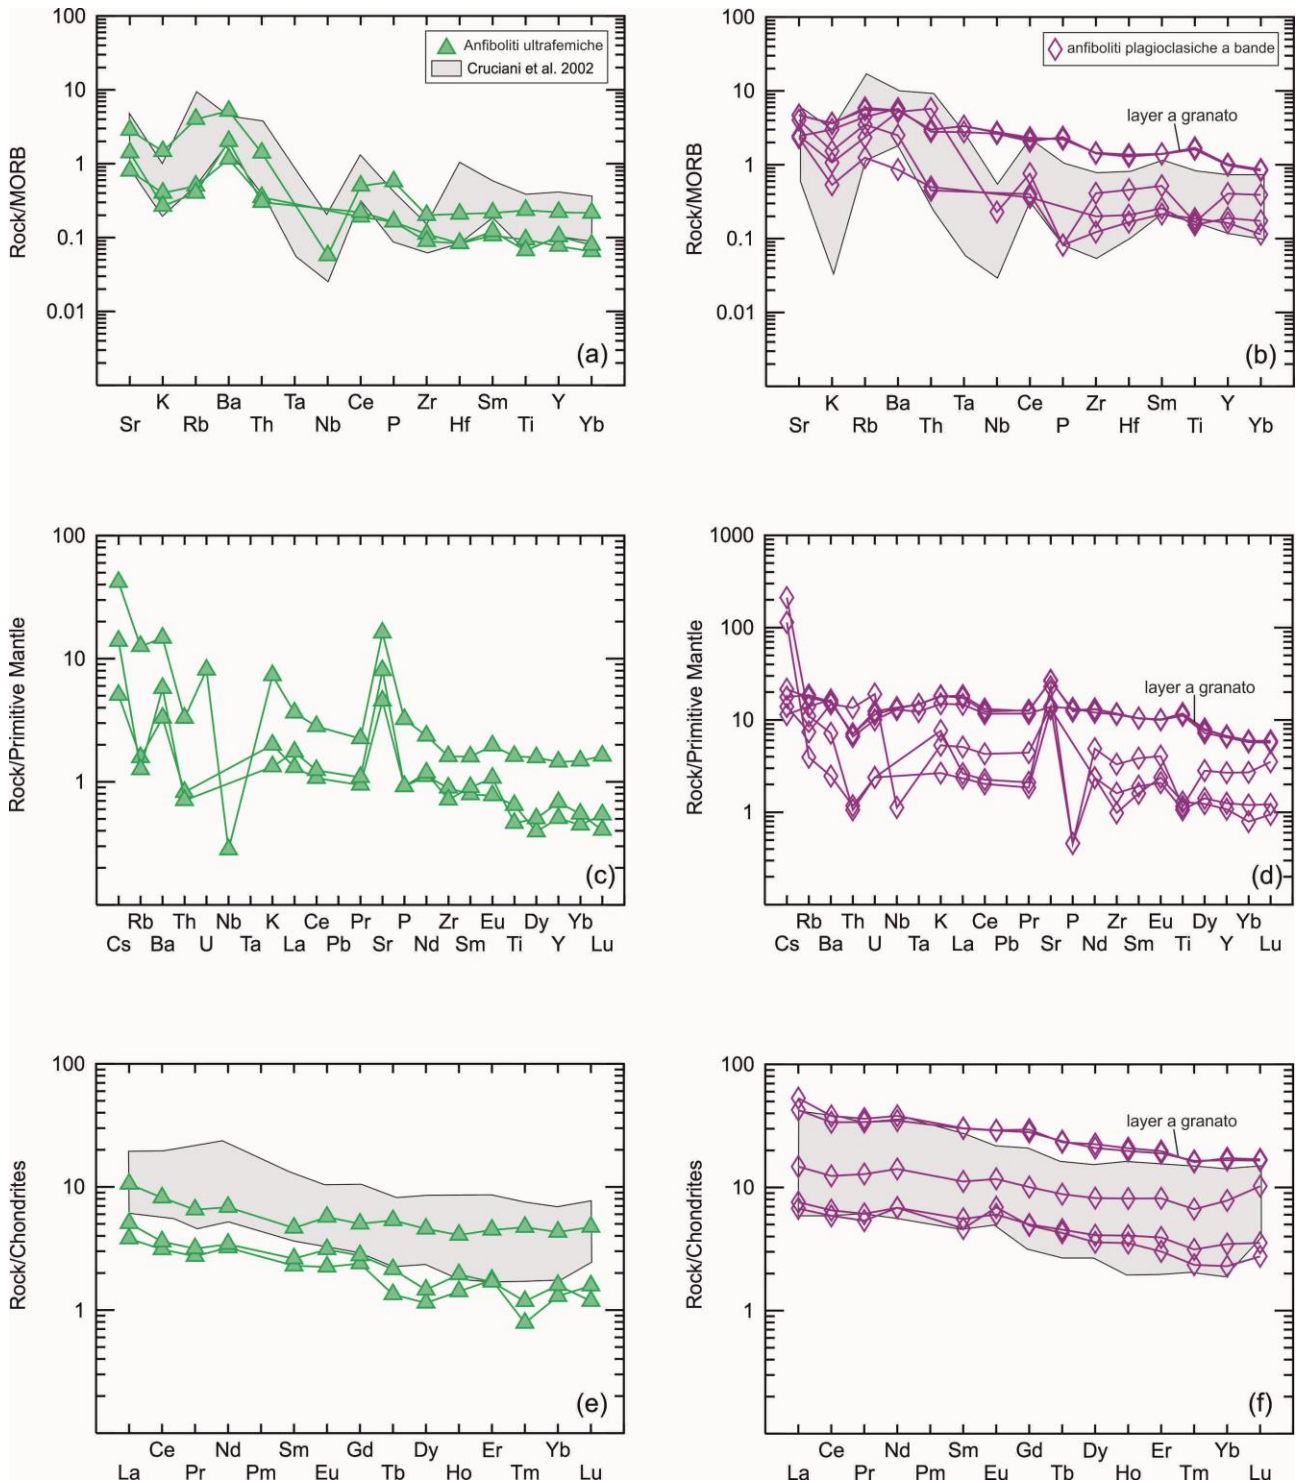 Rock/MORB
100
10
1
0.1
0.01
Anfiboliti ultrafemiche
Cruciani et al. 2002
(a)
K Ba Ta Ce Zr Sm Y
Sr Rb Th Nb P Hf Ti Yb
Rock/MORB
100
10
1
0.1
0.01
anfiboliti plagioclasiche a bande
layer a granato
(b)
K Ba Ta Ce Zr Sm Y
Sr Rb Th Nb P Hf Ti Yb
Rock/Primitive Mantle
100
10
1
(c)
Rb Th Nb K Ce Pr P Zr Eu Dy Yb
Cs Ba U Ta La Pb Sr Nd Sm Ti Y Lu
Rock/Primitive Mantle
1000
100
10
1
layer a granato
(d)
Rb Th Nb K Ce Pr P Zr Eu Dy Yb
Cs Ba U Ta La Pb Sr Nd Sm Ti Y Lu
Rock/Chondrites
100
10
1
(e)
Ce Nd Sm Gd Dy Er Yb
La Pr Pm Eu Tb Ho Tm Lu
Rock/Chondrites
100
10
1
layer a granato
(f)
Ce Nd Sm Gd Dy Er Yb
La Pr Pm Eu Tb Ho Tm Lu